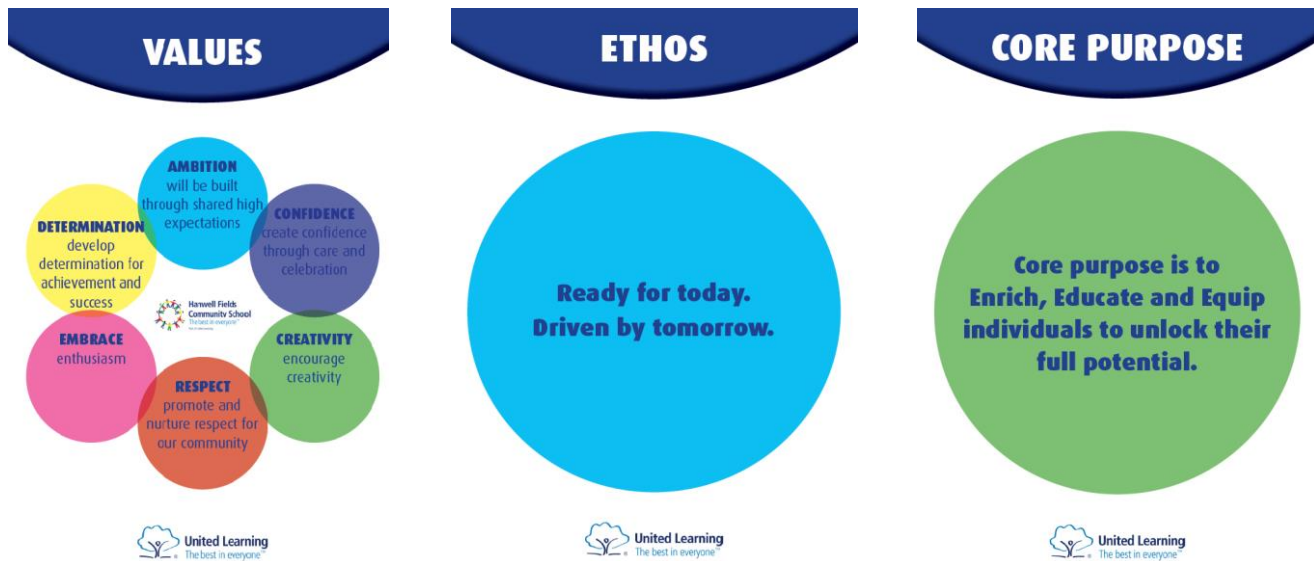 VALUES
AMBITION
will be built
through shared high
expectations
CONFIDENCE
create confidence
through care and
celebration
CREATIVITY
encourage
creativity
RESPECT
promote and
nurture respect for
our community
EMBRACE
enthusiasm
DETERMINATION
develop
determination for
achievement and
success
Hanwell Fields
Community School
The best in everyone™
United Learning
The best in everyone™
ETHOS
Ready for today.
Driven by tomorrow.
United Learning
The best in everyone™
CORE PURPOSE
Core purpose is to
Enrich, Educate and Equip
individuals to unlock their
full potential.
United Learning
The best in everyone™